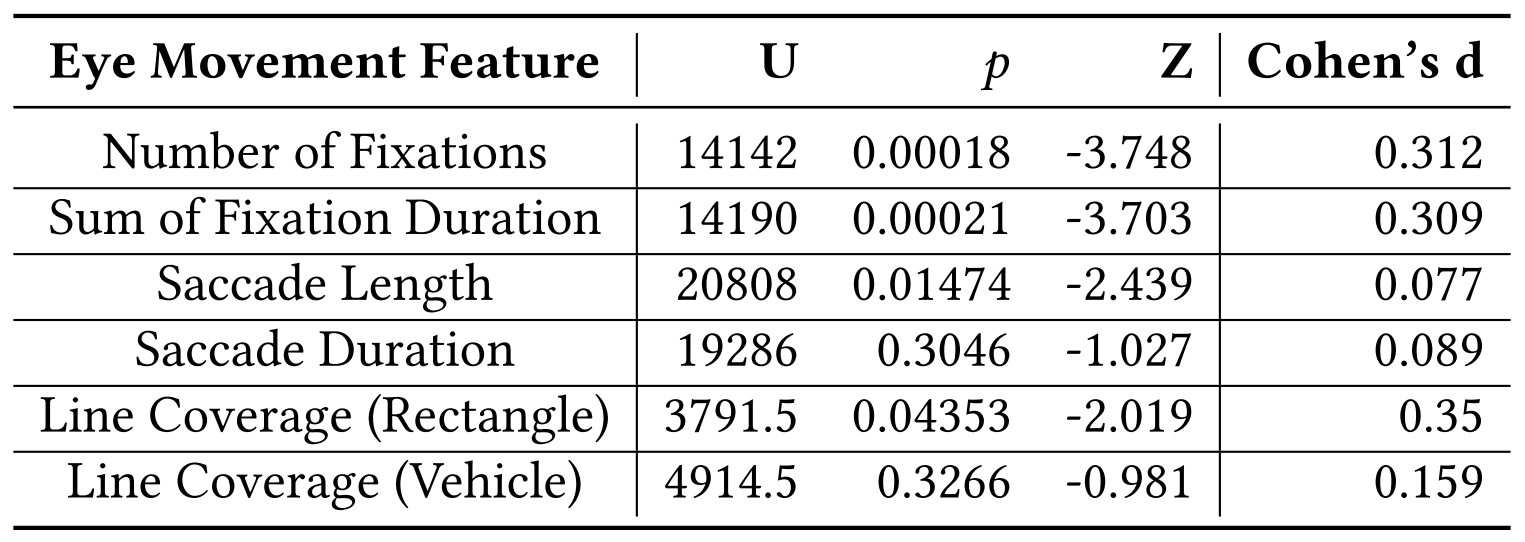 Eye Movement Feature U p Z Cohen's d
Number of Fixations 14142 0.00018 -3.748 0.312
Sum of Fixation Duration 14190 0.00021 -3.703 0.309
Saccade Length 20808 0.01474 -2.439 0.077
Saccade Duration 19286 0.3046 -1.027 0.089
Line Coverage (Rectangle) 3791.5 0.04353 -2.019 0.35
Line Coverage (Vehicle) 4914.5 0.3266 -0.981 0.159